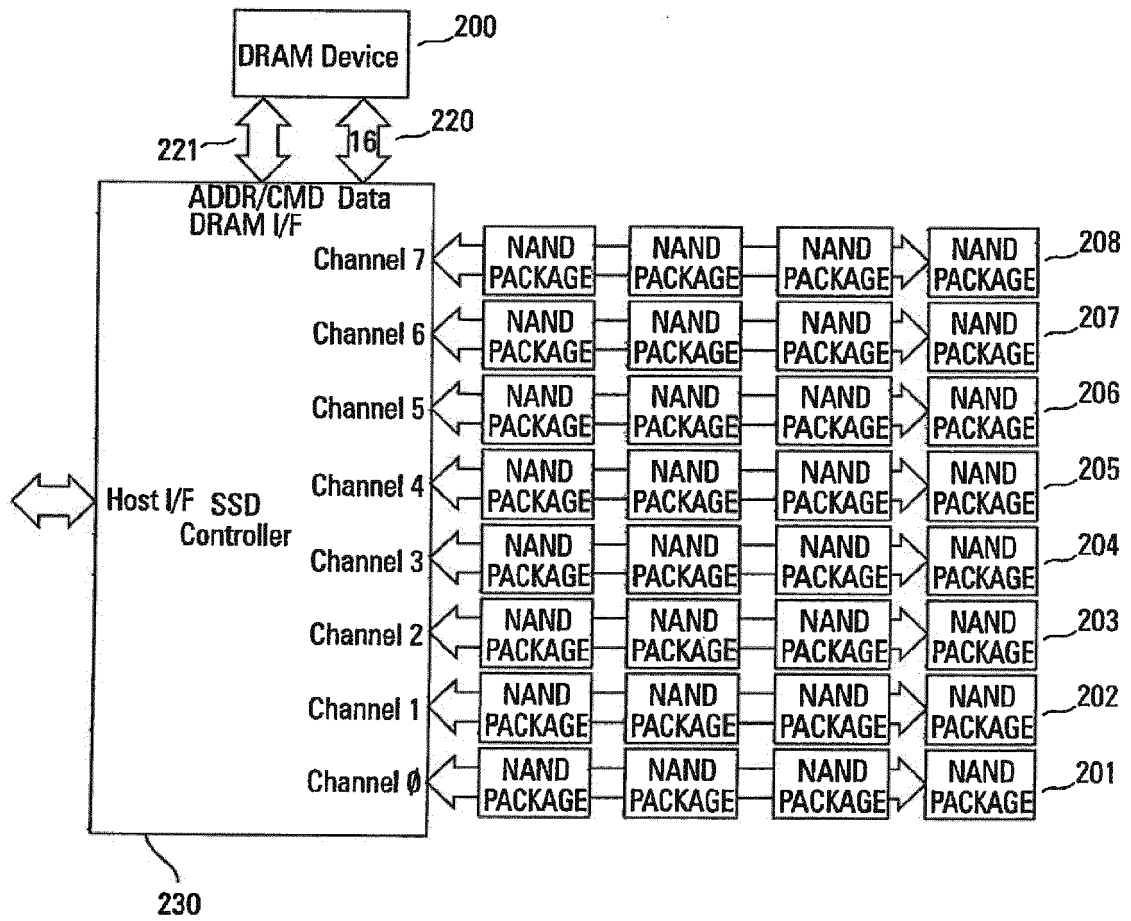 200
DRAM Device
221
16
220
ADDR/CMD Data
DRAM I/F
Channel 7
NAND PACKAGE
NAND PACKAGE
NAND PACKAGE
NAND PACKAGE
208
Channel 6
NAND PACKAGE
NAND PACKAGE
NAND PACKAGE
NAND PACKAGE
207
Channel 5
NAND PACKAGE
NAND PACKAGE
NAND PACKAGE
NAND PACKAGE
206
Channel 4
NAND PACKAGE
NAND PACKAGE
NAND PACKAGE
NAND PACKAGE
205
Host I/F SSD
Controller
Channel 3
NAND PACKAGE
NAND PACKAGE
NAND PACKAGE
NAND PACKAGE
204
Channel 2
NAND PACKAGE
NAND PACKAGE
NAND PACKAGE
NAND PACKAGE
203
Channel 1
NAND PACKAGE
NAND PACKAGE
NAND PACKAGE
NAND PACKAGE
202
Channel Ø
NAND PACKAGE
NAND PACKAGE
NAND PACKAGE
NAND PACKAGE
201
230